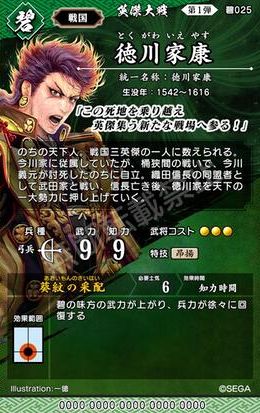 碧
戦国
英傑大戦
第1弾
碧025
とくがわいえやす
徳川家康
統一名称：徳川家康
生没年：1542～1616
「この死地を乗り越え
英傑集う新たな戦場へ参る！」
のちの天下人、戦国三英傑の一人に数えられる。
今川家に従属していたが、桶狭間の戦いで、今川
義元が討死したのちに自立。織田信長の同盟者と
して武田家と戦い、信長亡き後、徳川家を天下の
一大勢力に押し上げていく。
兵種
武力
知力
武将コスト
弓兵
9
9
特技
昂揚
あおいもんのさいはい
葵紋の采配
必要士気
6
効果時間
知力時間
効果範囲
碧の味方の武力が上がり、兵力が徐々に回
復する
Illustration:一徳
©SEGA
0000-0000-0000-0000-0000